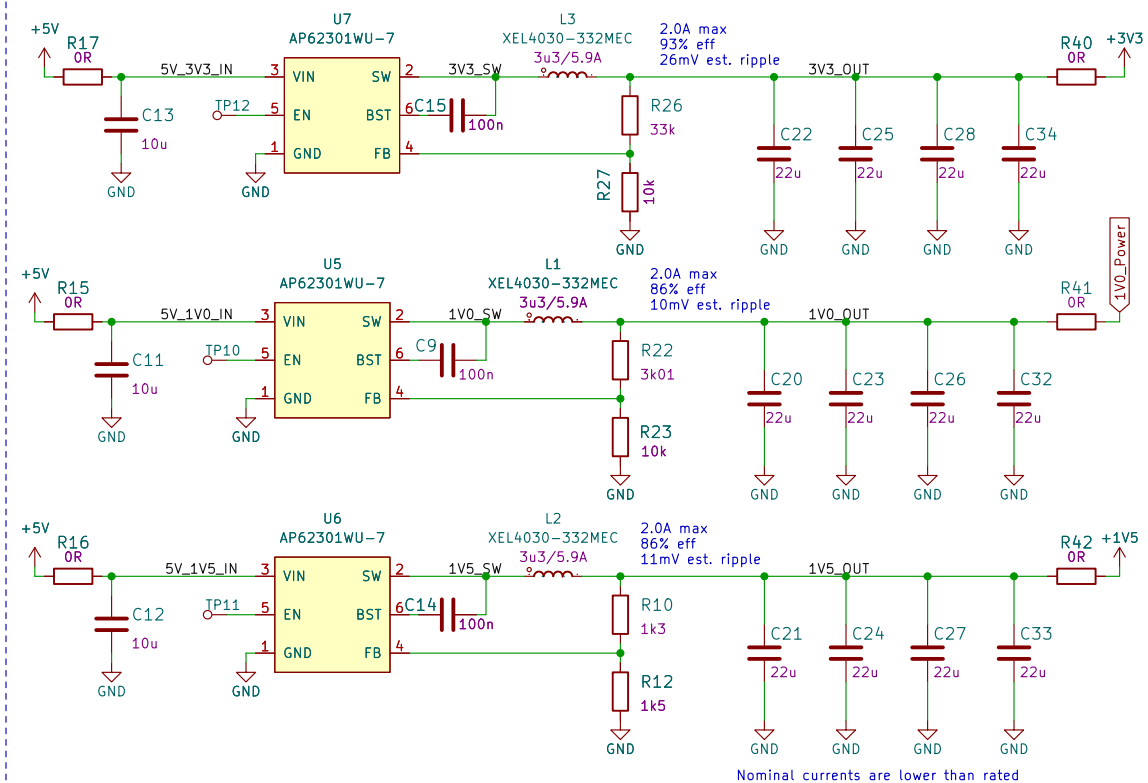 +5V
R17
0R
5V_3V3_IN
C13
10u
GND
TP12
U7
AP62301WU-7
3 VIN SW 2
5 EN BST 6
1 GND FB 4
GND
3V3_SW
C15
100n
L3
XEL4030-332MEC
3u3/5.9A
2.0A max
93% eff
26mV est. ripple
R26
33k
R27
10k
GND
3V3_OUT
C22
22u
GND
C25
22u
GND
C28
22u
GND
C34
22u
GND
R40
0R
+3V3
+5V
R15
0R
5V_1V0_IN
C11
10u
GND
TP10
U5
AP62301WU-7
3 VIN SW 2
5 EN BST 6
1 GND FB 4
GND
1V0_SW
C9
100n
L1
XEL4030-332MEC
3u3/5.9A
2.0A max
86% eff
10mV est. ripple
R22
3k01
R23
10k
GND
1V0_OUT
C20
22u
GND
C23
22u
GND
C26
22u
GND
C32
22u
GND
R41
0R
1V0_Power
+5V
R16
0R
5V_1V5_IN
C12
10u
GND
TP11
U6
AP62301WU-7
3 VIN SW 2
5 EN BST 6
1 GND FB 4
GND
1V5_SW
C14
100n
L2
XEL4030-332MEC
3u3/5.9A
2.0A max
86% eff
11mV est. ripple
R10
1k3
R12
1k5
GND
1V5_OUT
C21
22u
GND
C24
22u
GND
C27
22u
GND
C33
22u
GND
R42
0R
+1V5
Nominal currents are lower than rated